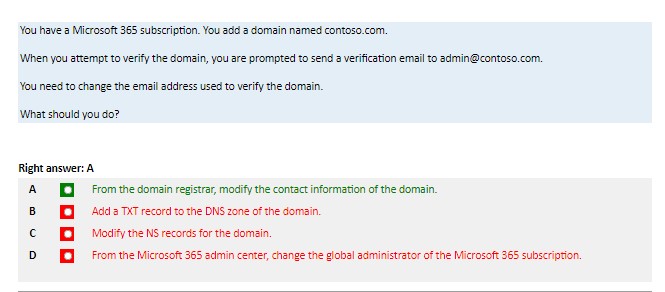 You have a Microsoft 365 subscription. You add a domain named contoso.com.
When you attempt to verify the domain, you are prompted to send a verification email to admin@contoso.com.
You need to change the email address used to verify the domain.
What should you do?
Right answer: A
A From the domain registrar, modify the contact information of the domain.
B Add a TXT record to the DNS zone of the domain.
C Modify the NS records for the domain.
D From the Microsoft 365 admin center, change the global administrator of the Microsoft 365 subscription.